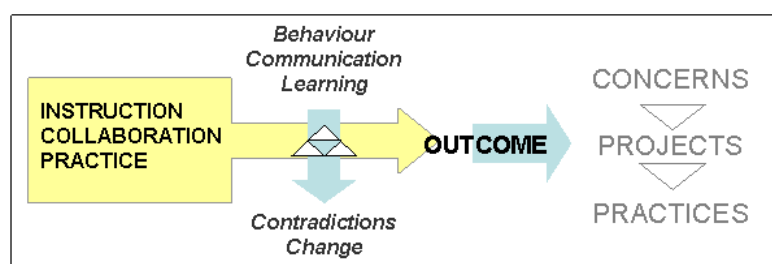 Behaviour
Communication
Learning
INSTRUCTION
COLLABORATION
PRACTICE
OUTCOME
Contradictions
Change
CONCERNS
PROJECTS
PRACTICES